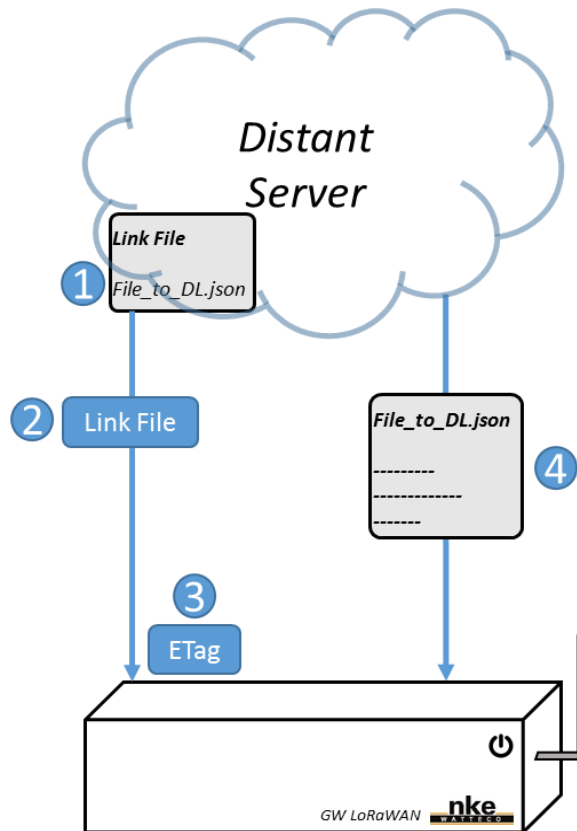 Distant
Server
Link File
1
File_to_DL.json
2
Link File
File_to_DL.json
---------
-------------
-------
4
3
ETag
GW LoRaWAN
nke
WATTECO